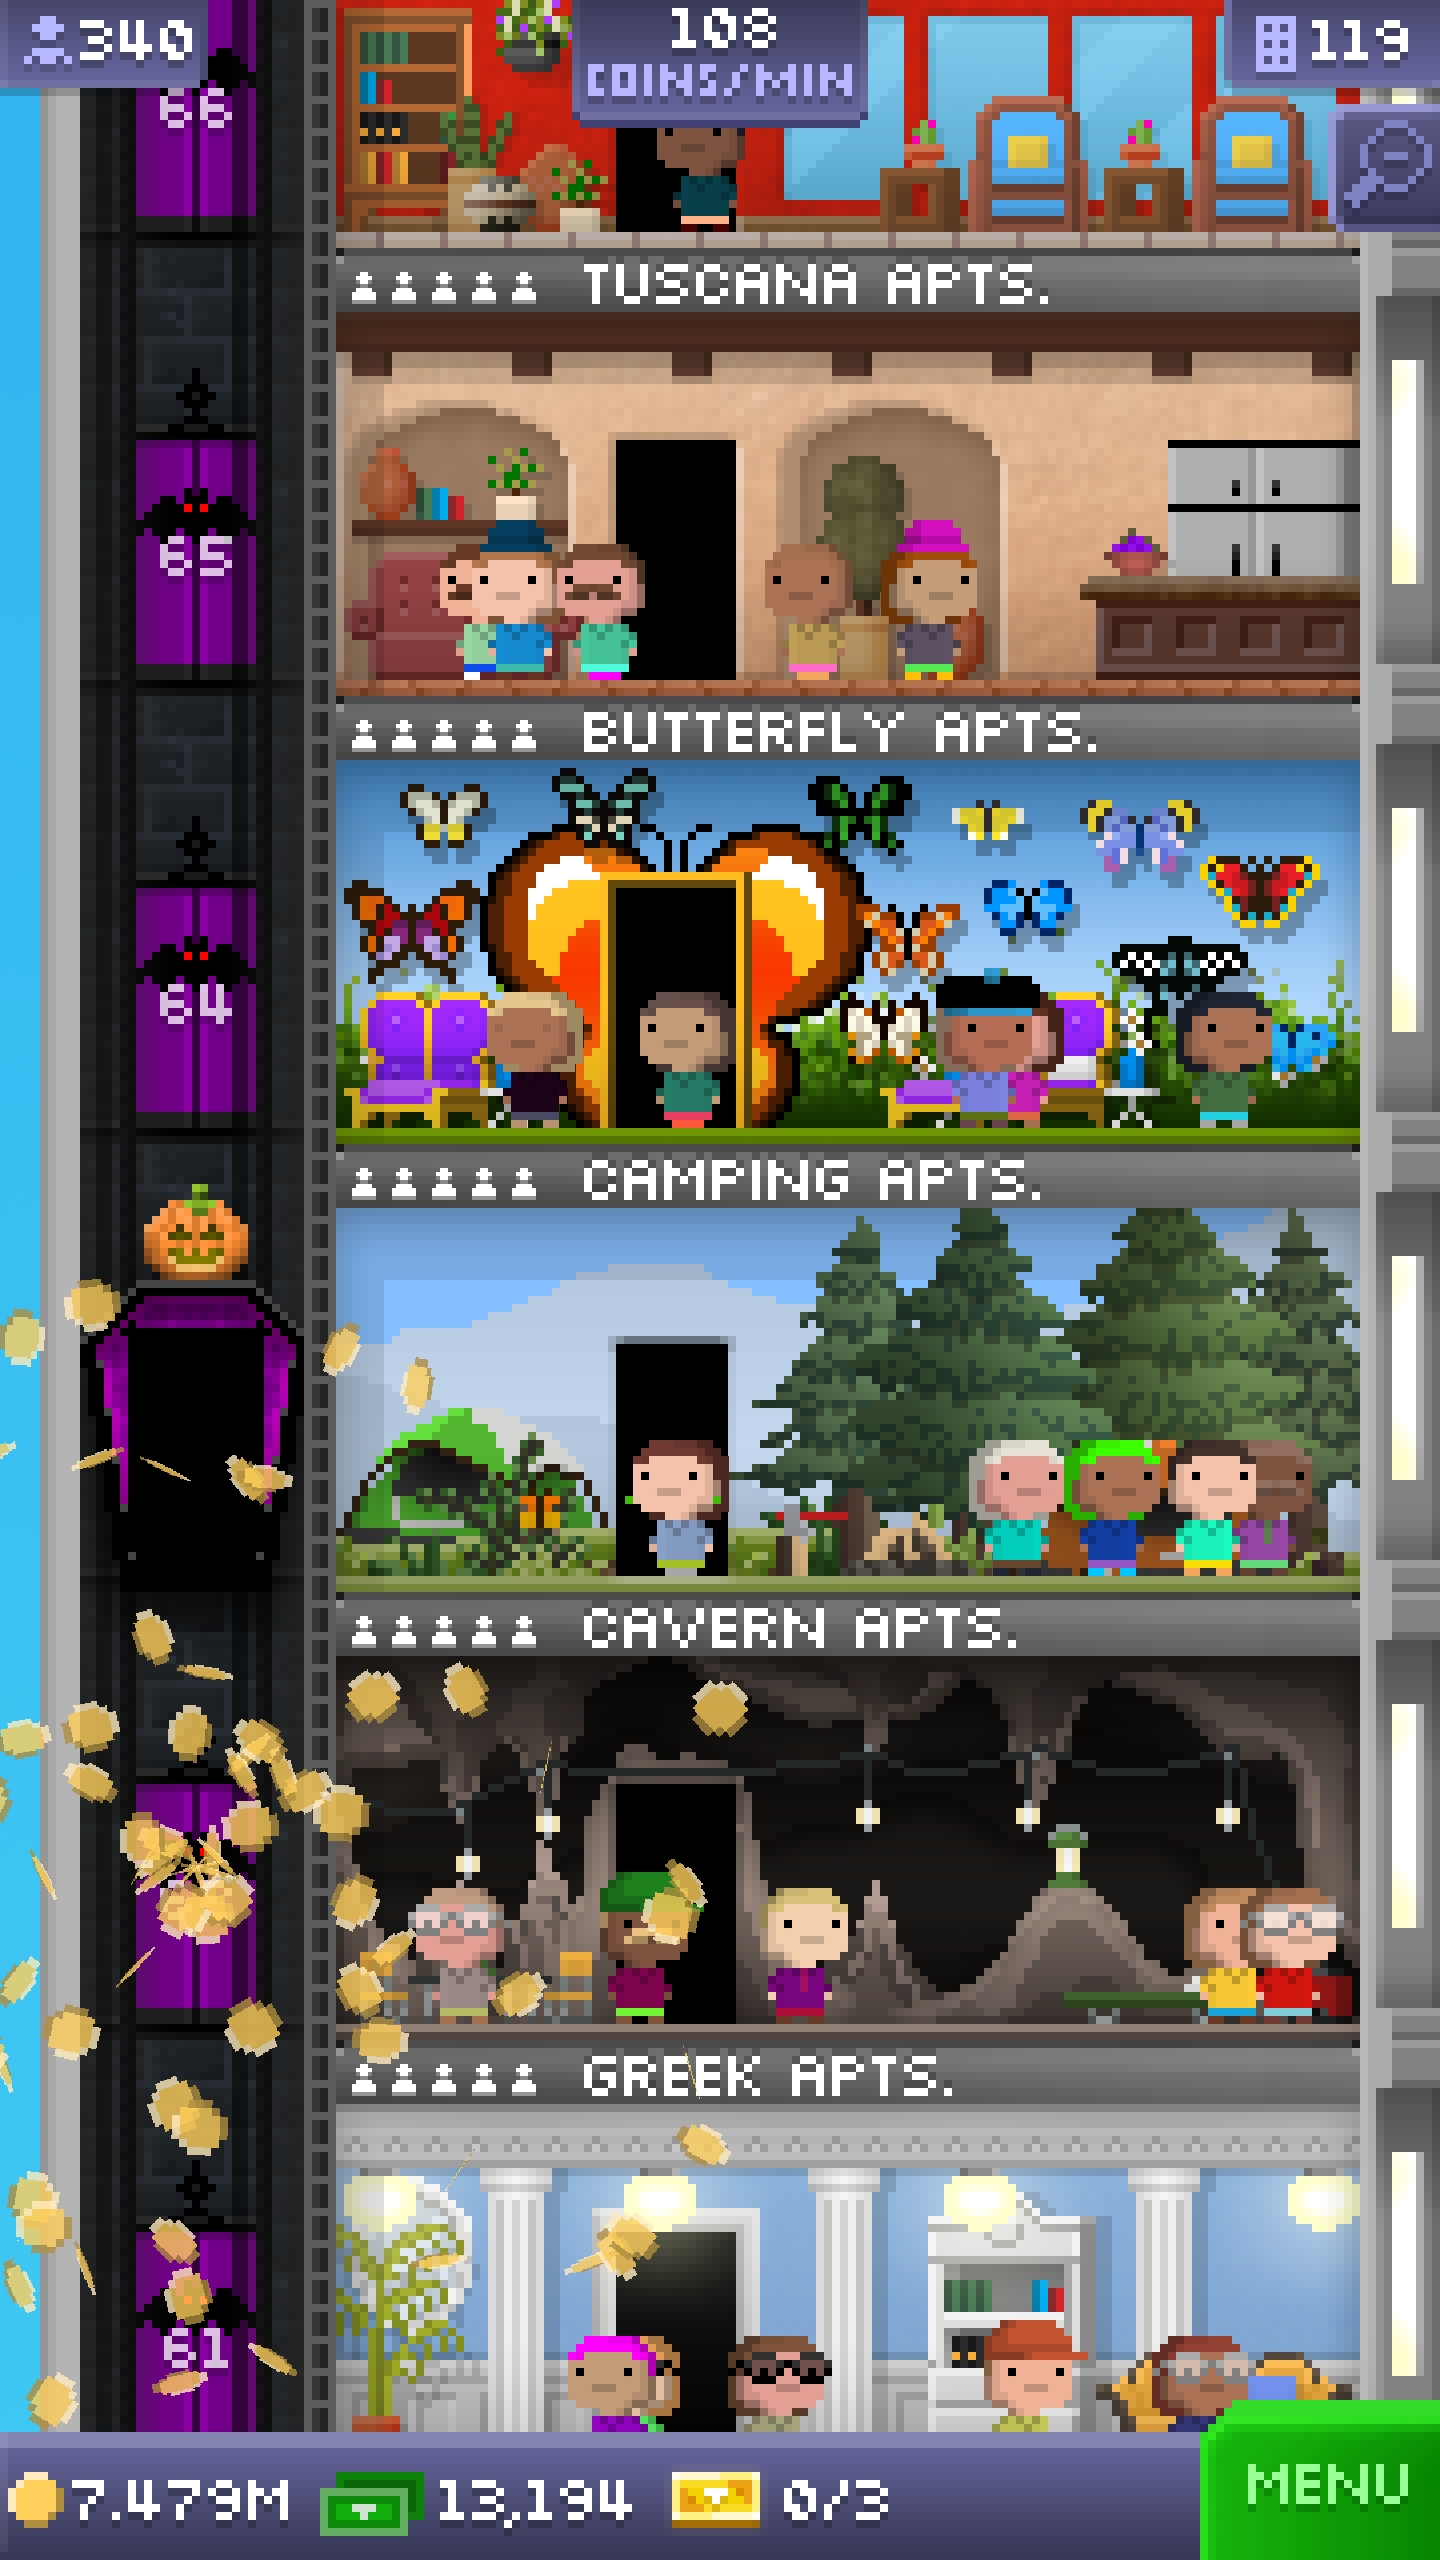 340
108
COINS/MIN
119
66
TUSCANA APTS.
65
BUTTERFLY APTS.
64
CAMPING APTS.
CAVERN APTS.
GREEK APTS.
61
7.479M
13,194
0/3
MENU